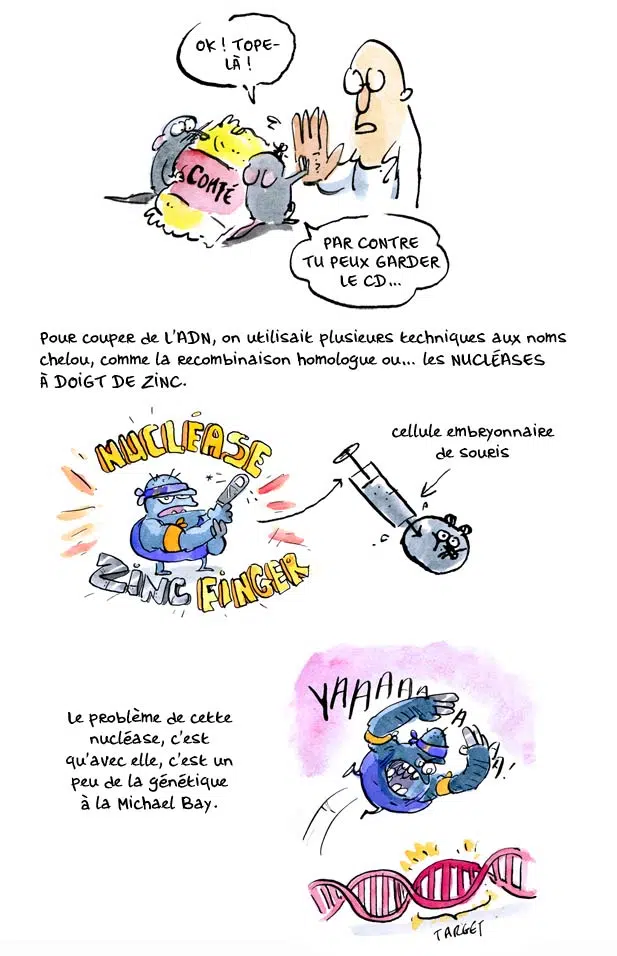 OK ! TOPE-
LÀ !
COMTÉ
PAR CONTRE
TU PEUX GARDER
LE CD...
Pour couper de L'ADN, on utilisait plusieurs techniques aux noms
chelou, comme la recombinaison homologue ou... les NUCLÉASES
À DOIGT DE ZINC.
NUCLÉASE
ZINC FINGER
cellule embryonnaire
de souris
Le problème de cette
nucléase, c'est
qu'avec elle, c'est un
peu de la génétique
à la Michael Bay.
YAAAAAAA!
TARGET